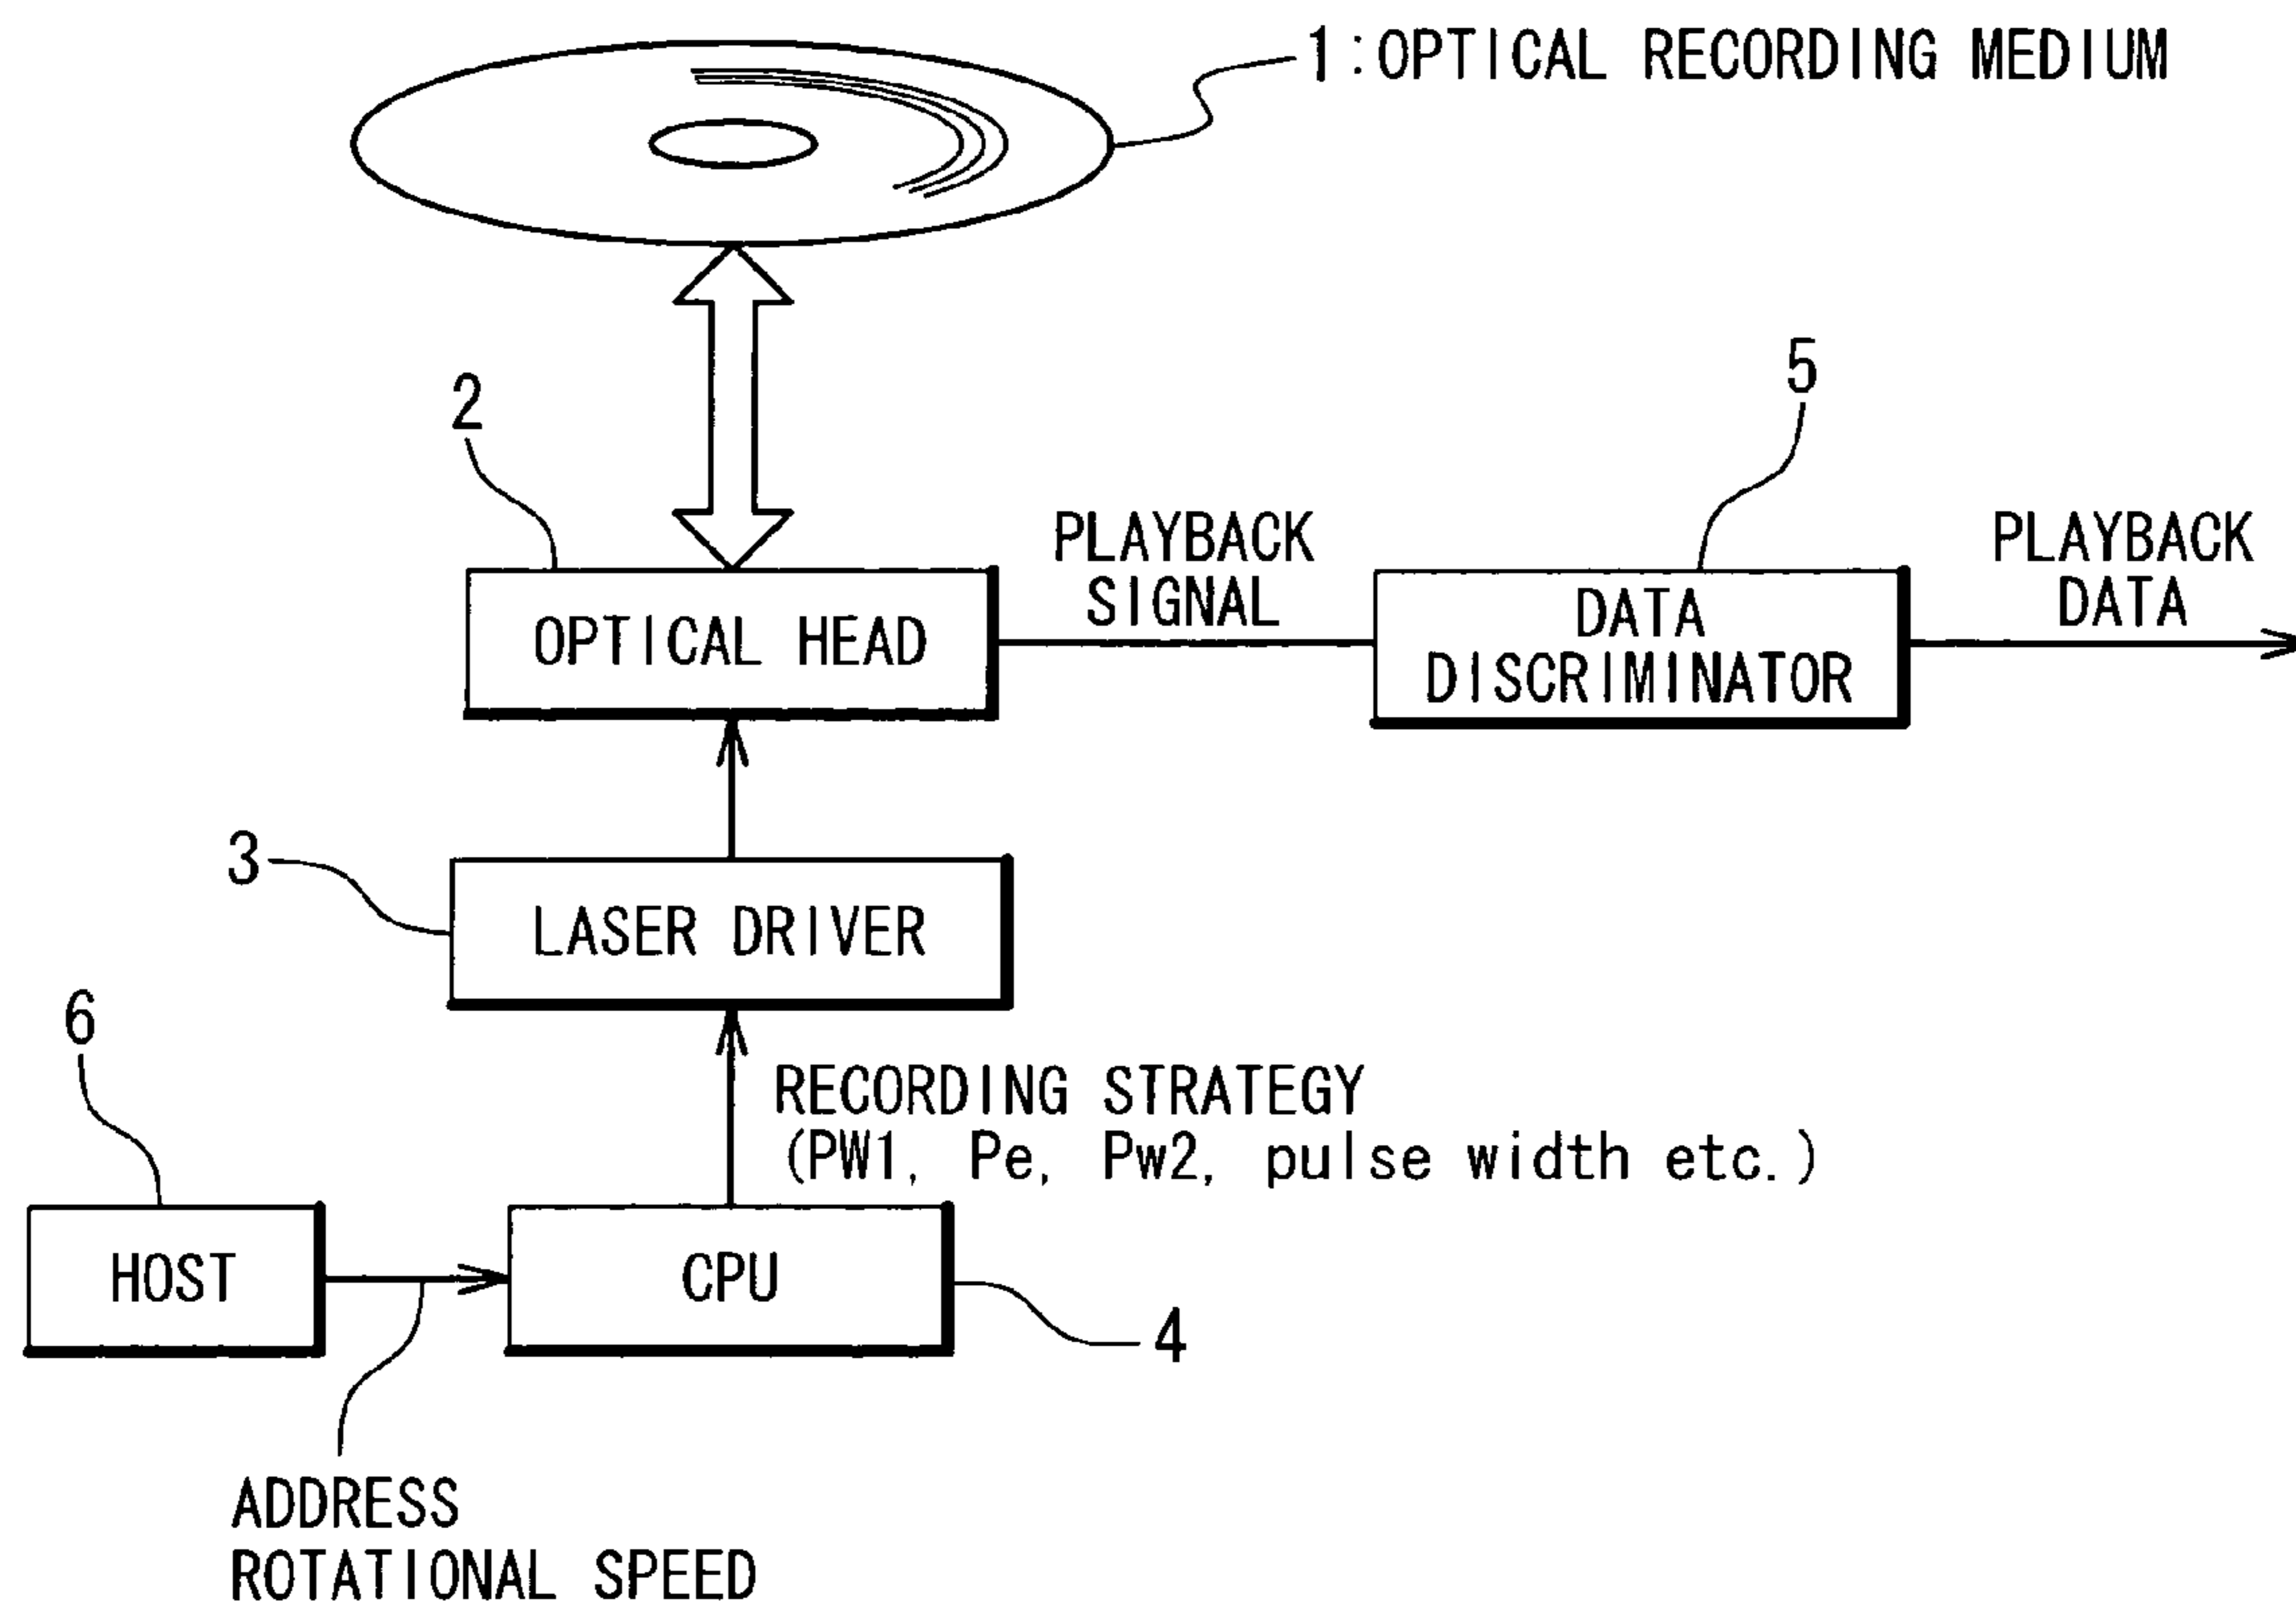 1:OPTICAL RECORDING MEDIUM
2
5
PLAYBACK
SIGNAL
PLAYBACK
DATA
OPTICAL HEAD
DATA
DISCRIMINATOR
3
LASER DRIVER
6
RECORDING STRATEGY
(PW1, Pe, Pw2, pulse width etc.)
HOST
CPU
4
ADDRESS
ROTATIONAL SPEED